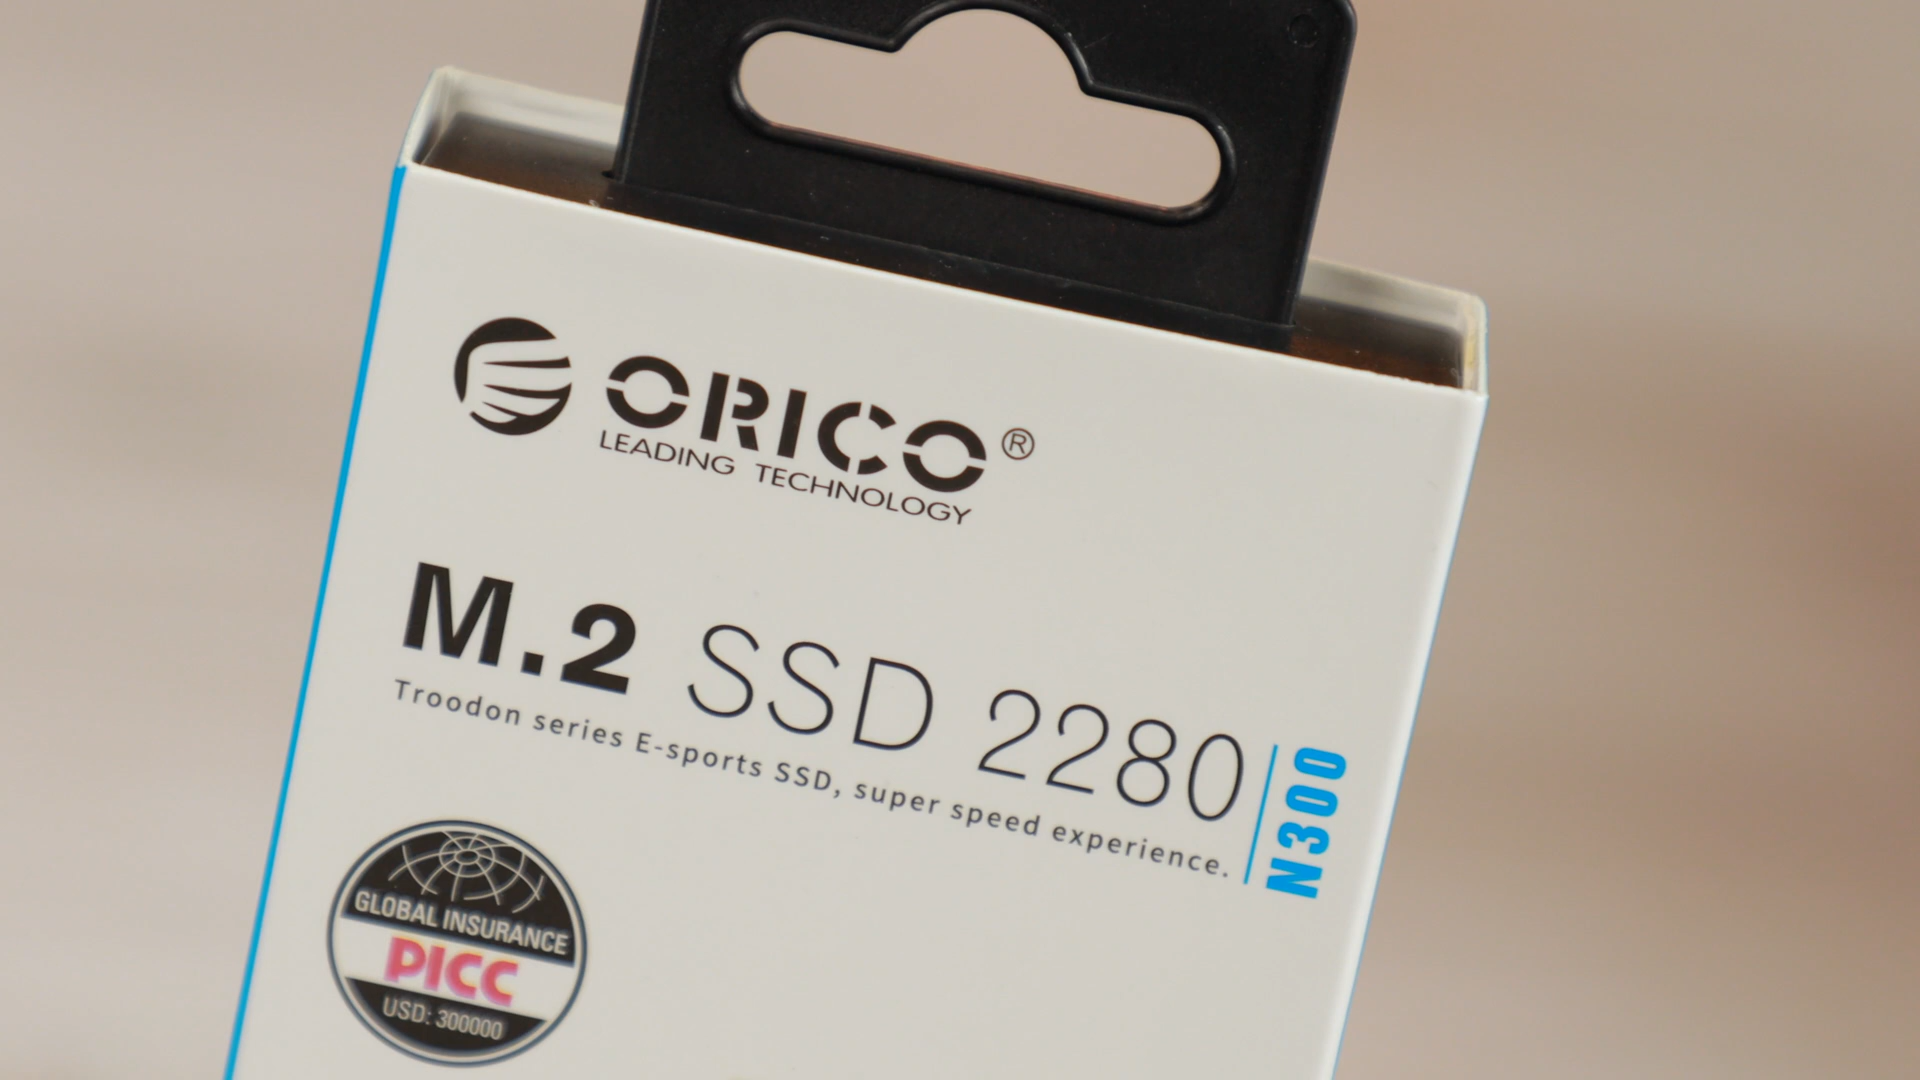 ORICO®
LEADING TECHNOLOGY
M.2 SSD 2280
Troodon series E-sports SSD, super speed experience.
N300
GLOBAL INSURANCE
PICC
USD: 300000